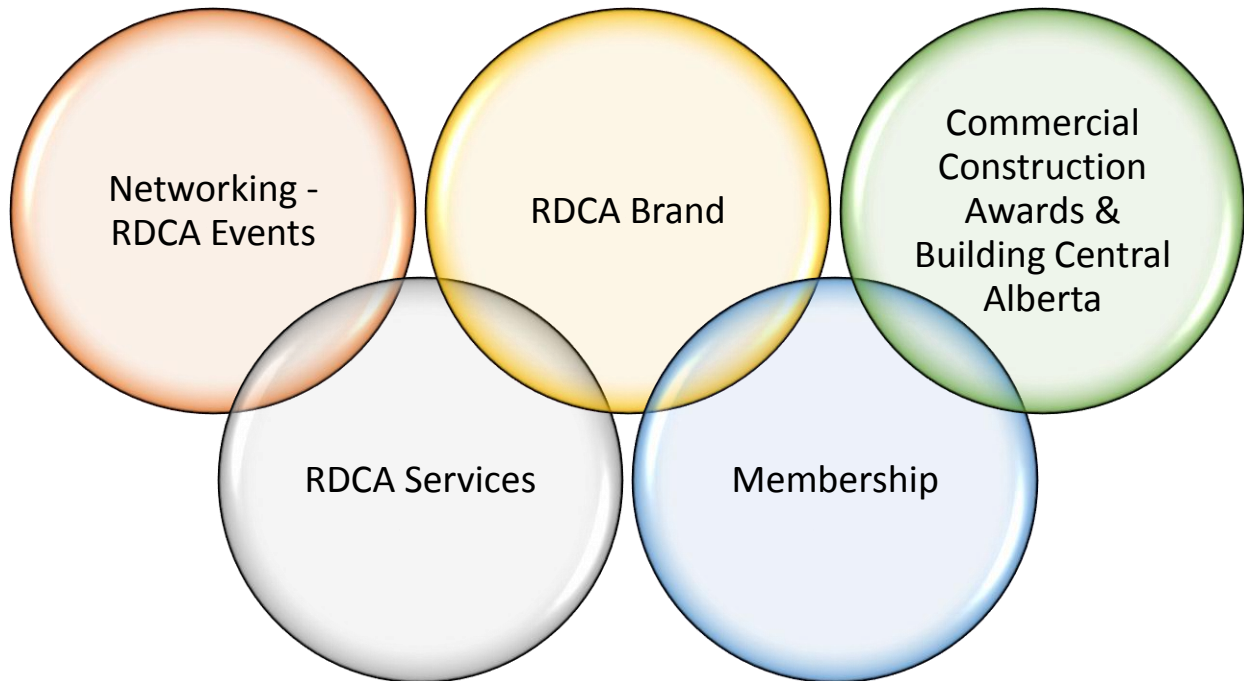 Networking -
RDCA Events
RDCA Brand
Commercial
Construction
Awards &
Building Central
Alberta
RDCA Services
Membership